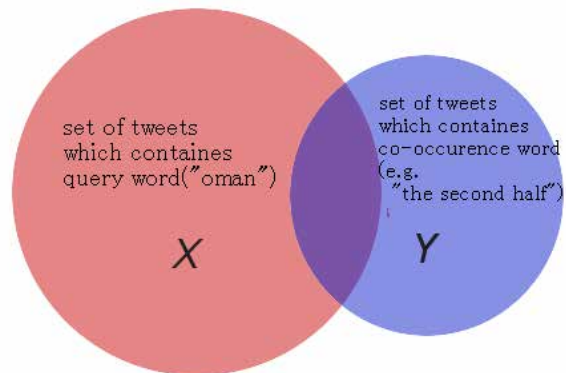 set of tweets
which containes
query word("oman")
X
set of tweets
which containes
co-occurence word
(e.g.
"the second half")
Y